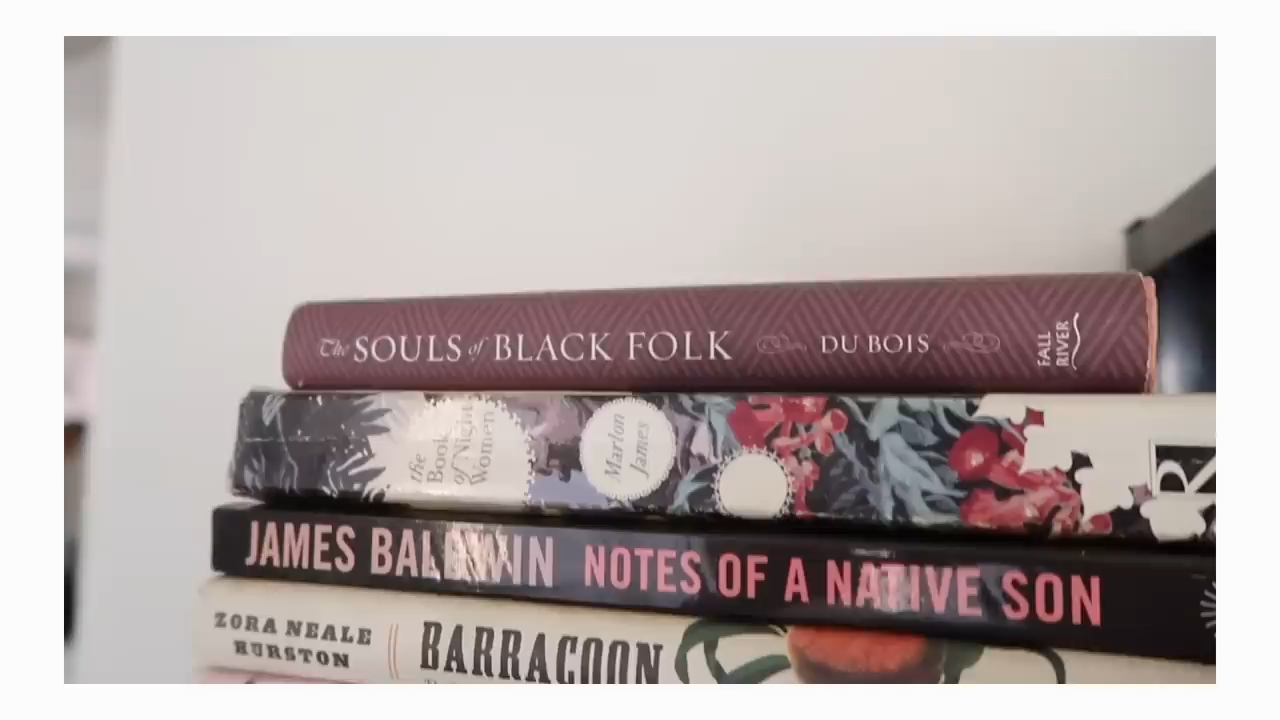 The SOULS of BLACK FOLK DU BOIS FALL RIVER
the Book of Night Women Marlon James R
JAMES BALDWIN NOTES OF A NATIVE SON
ZORA NEALE HURSTON BARRACOON